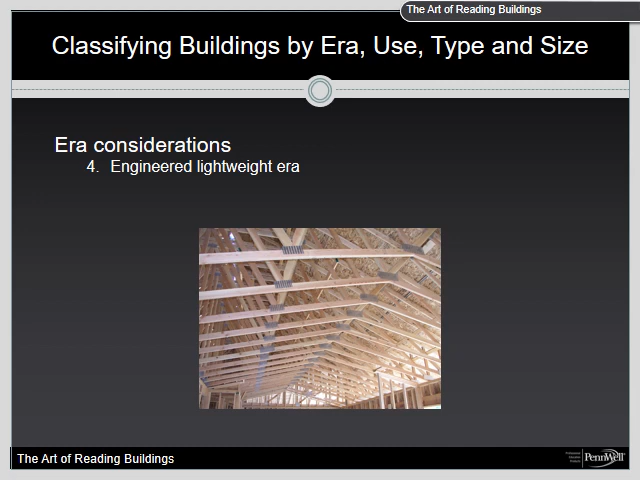 The Art of Reading Buildings
Classifying Buildings by Era, Use, Type and Size
Era considerations
4. Engineered lightweight era
The Art of Reading Buildings
PennWell